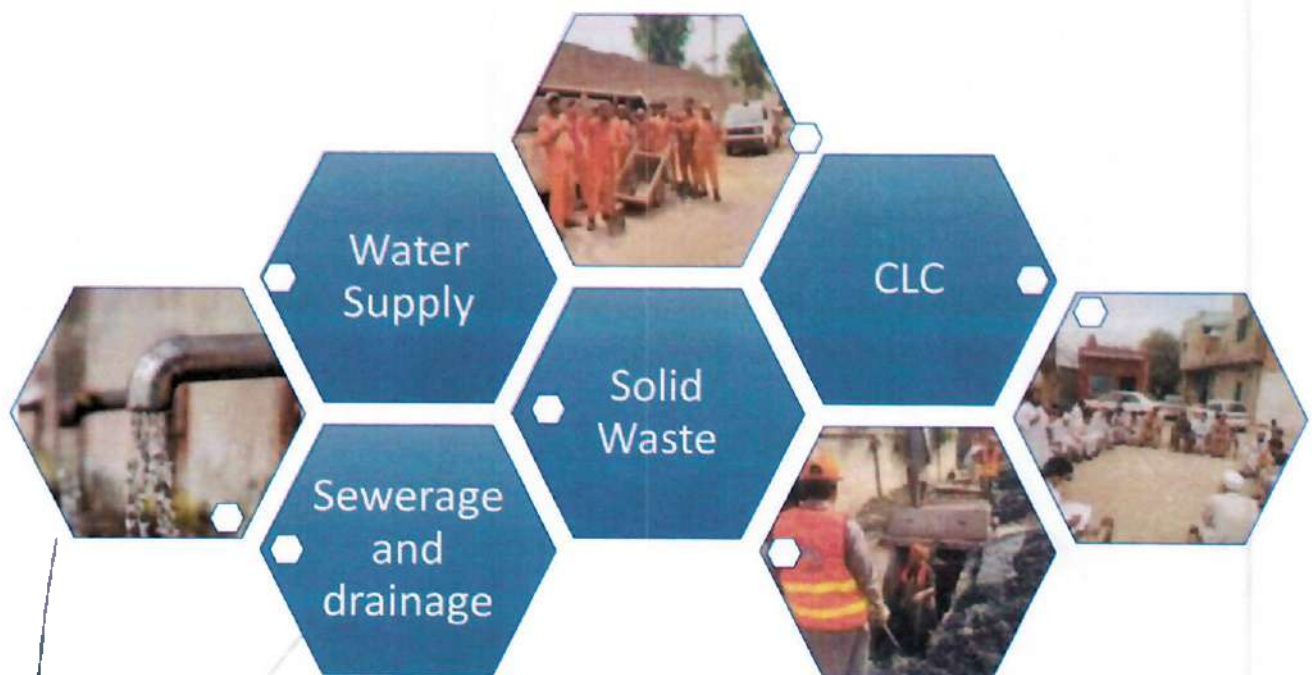 Water
Supply
CLC
Solid
Waste
Sewerage
and
drainage